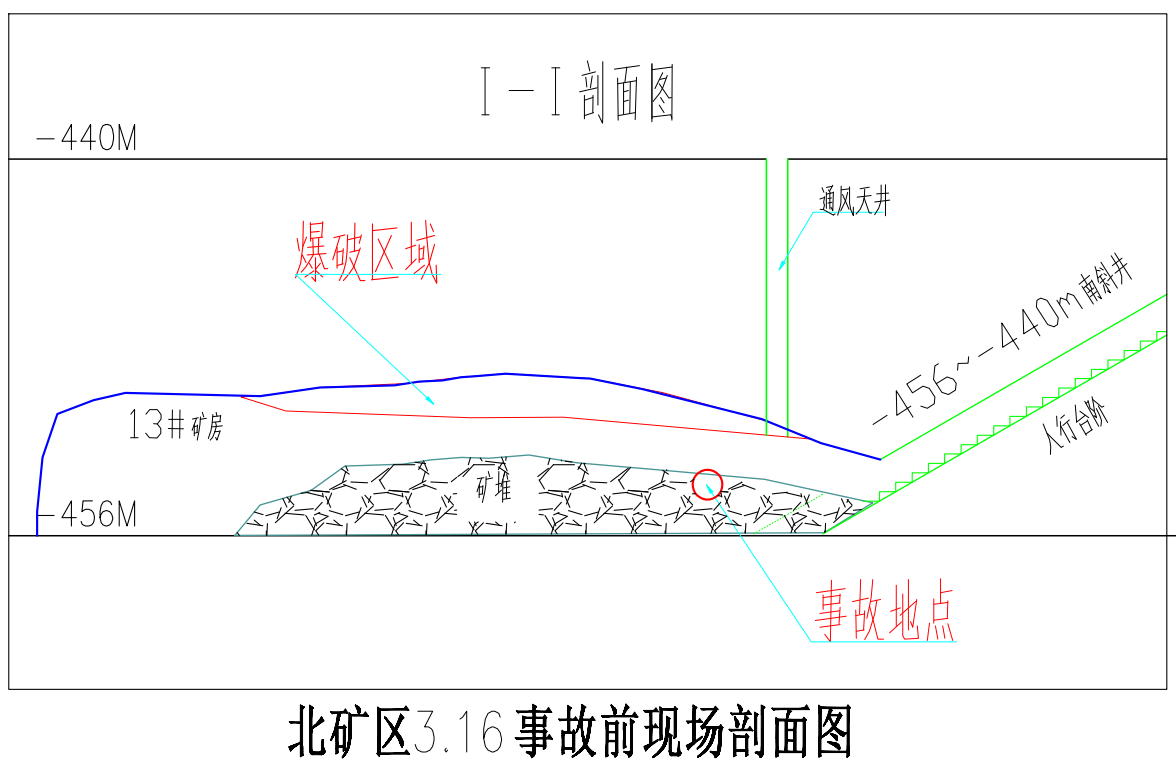 I-I剖面图
-440M
通风天井
爆破区域
-456~-440m南斜井
13#矿房
人行台阶
矿堆
-456M
事故地点
北矿区3.16事故前现场剖面图